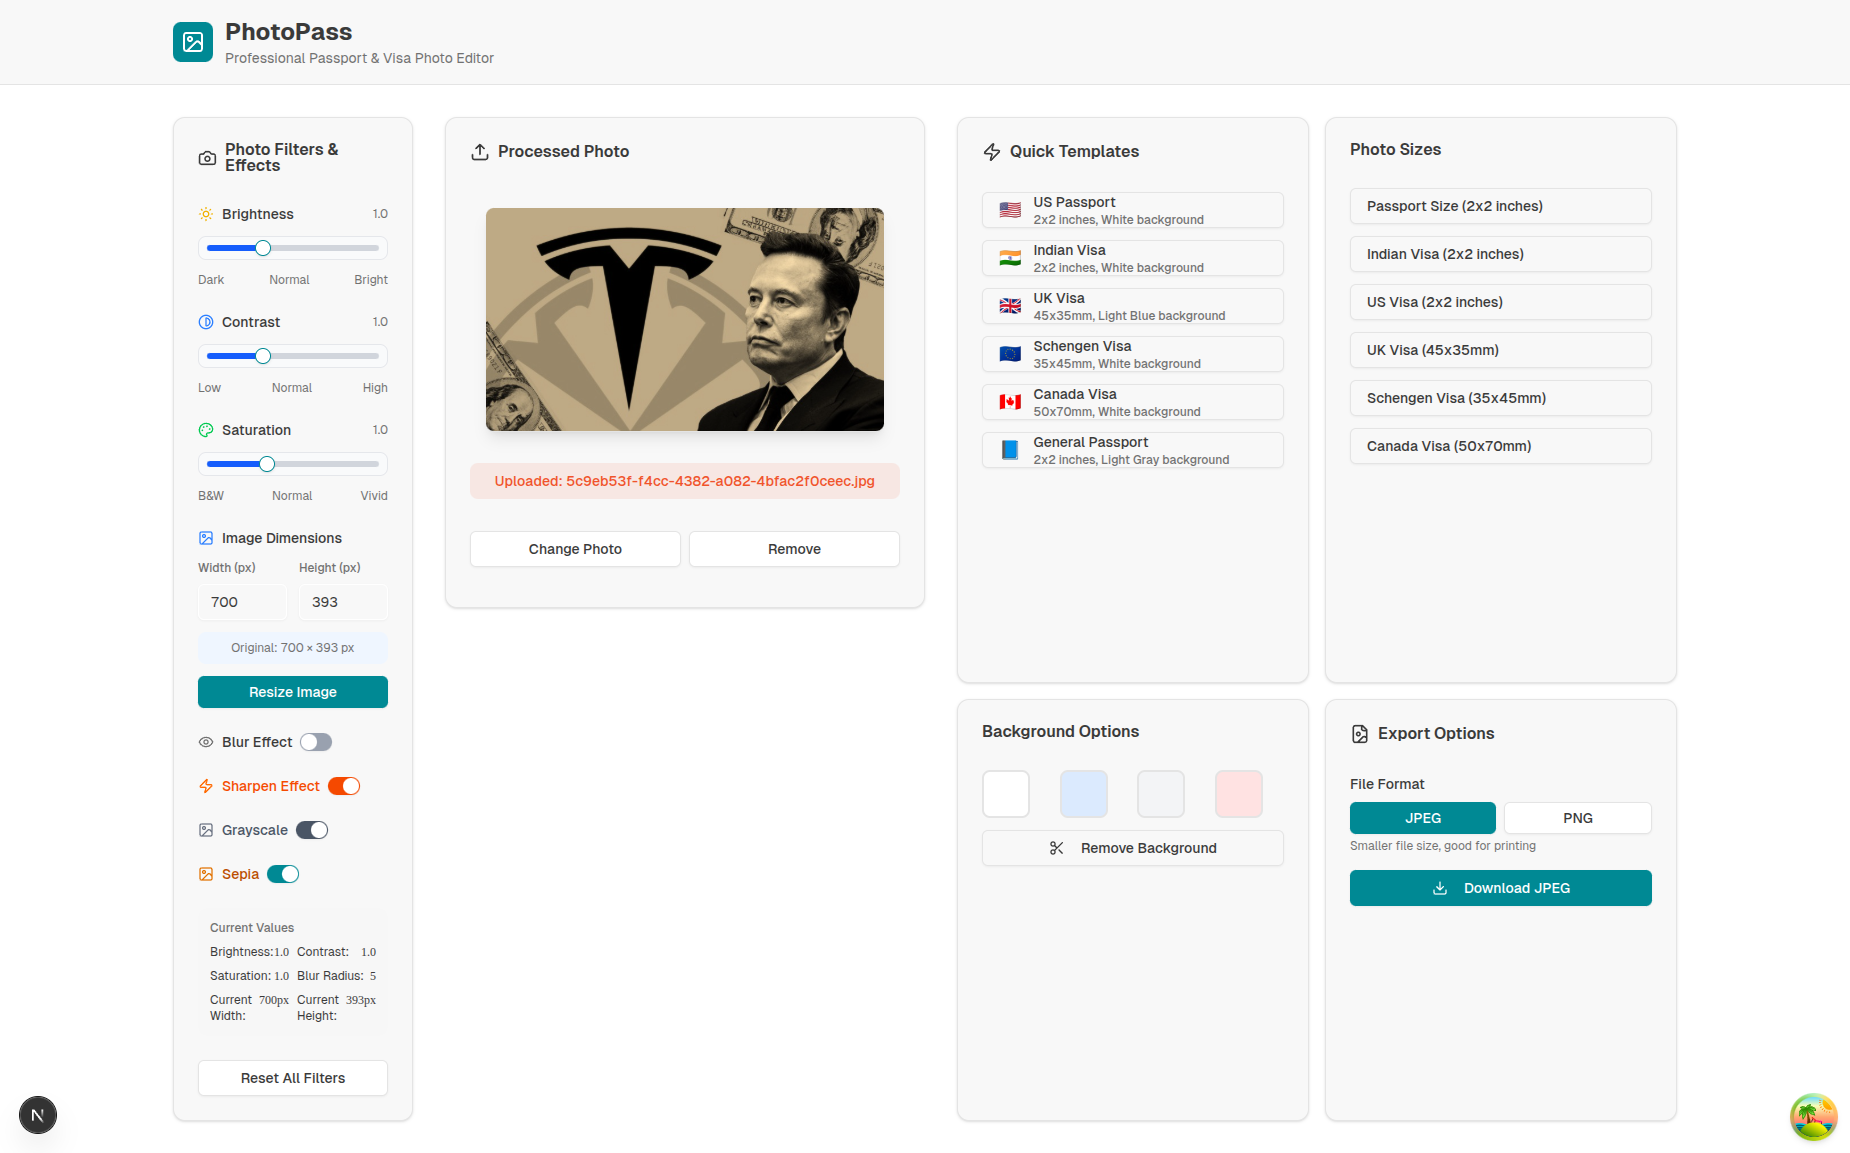 PhotoPass
Professional Passport & Visa Photo Editor
Photo Filters &
Effects
Brightness 1.0
Dark Normal Bright
Contrast 1.0
Low Normal High
Saturation 1.0
B&W Normal Vivid
Image Dimensions
Width (px) Height (px)
700 393
Original: 700 × 393 px
Resize Image
Blur Effect
Sharpen Effect
Grayscale
Sepia
Current Values
Brightness: 1.0 Contrast: 1.0
Saturation: 1.0 Blur Radius: 5
Current 700px Current 393px
Width: Height:
Reset All Filters
N
Processed Photo
Uploaded: 5c9eb53f-f4cc-4382-a082-4bfac2f0ceec.jpg
Change Photo Remove
Quick Templates
US Passport
2x2 inches, White background
Indian Visa
2x2 inches, White background
UK Visa
45x35mm, Light Blue background
Schengen Visa
35x45mm, White background
Canada Visa
50x70mm, White background
General Passport
2x2 inches, Light Gray background
Photo Sizes
Passport Size (2x2 inches)
Indian Visa (2x2 inches)
US Visa (2x2 inches)
UK Visa (45x35mm)
Schengen Visa (35x45mm)
Canada Visa (50x70mm)
Background Options
Remove Background
Export Options
File Format
JPEG PNG
Smaller file size, good for printing
Download JPEG